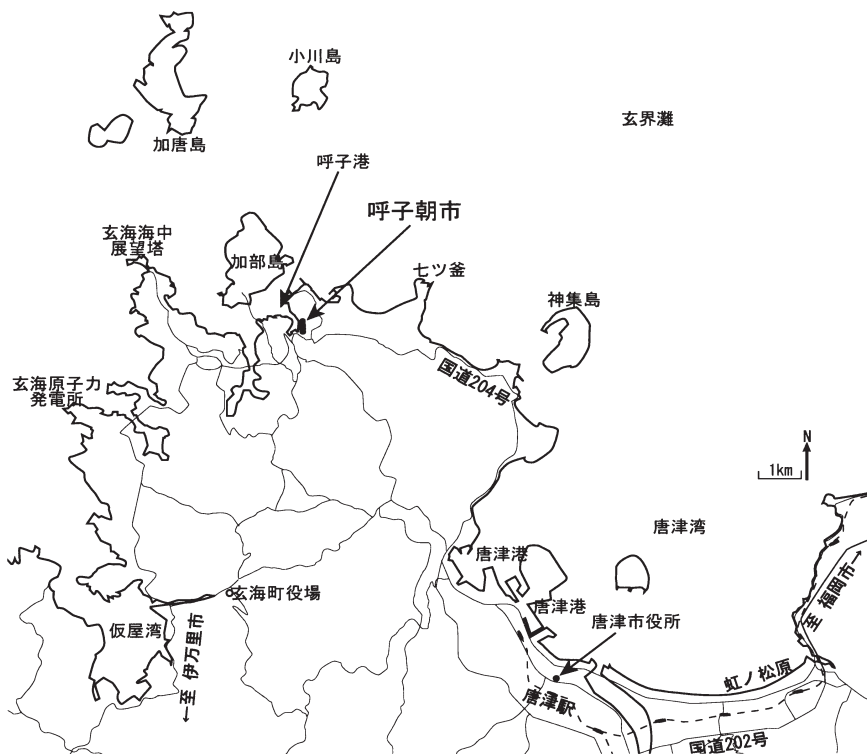 小川島
玄界灘
加唐島
呼子港
呼子朝市
玄海海中
展望塔
加部島
七ツ釜
神集島
国道204号
玄海原子力
発電所
N
1km
唐津湾
唐津港
唐津港
玄海町役場
唐津市役所
仮屋湾
至 福岡市→
←至 伊万里市
虹ノ松原
唐津駅
国道202号